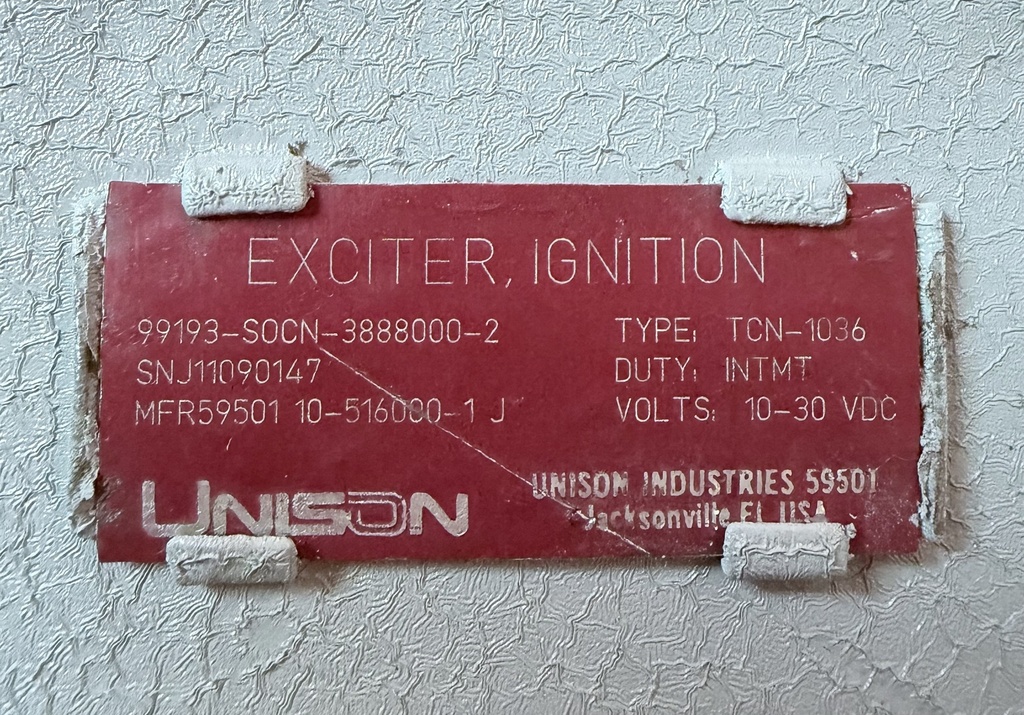 EXCITER, IGNITION
99193-SOCN-3888000-2
SNJ11090147
MFR59501 10-516000-1 J
TYPE: TCN-1036
DUTY: INTMT
VOLTS: 10-30 VDC
UNISON
UNISON INDUSTRIES 59501
Jacksonville Fl USA